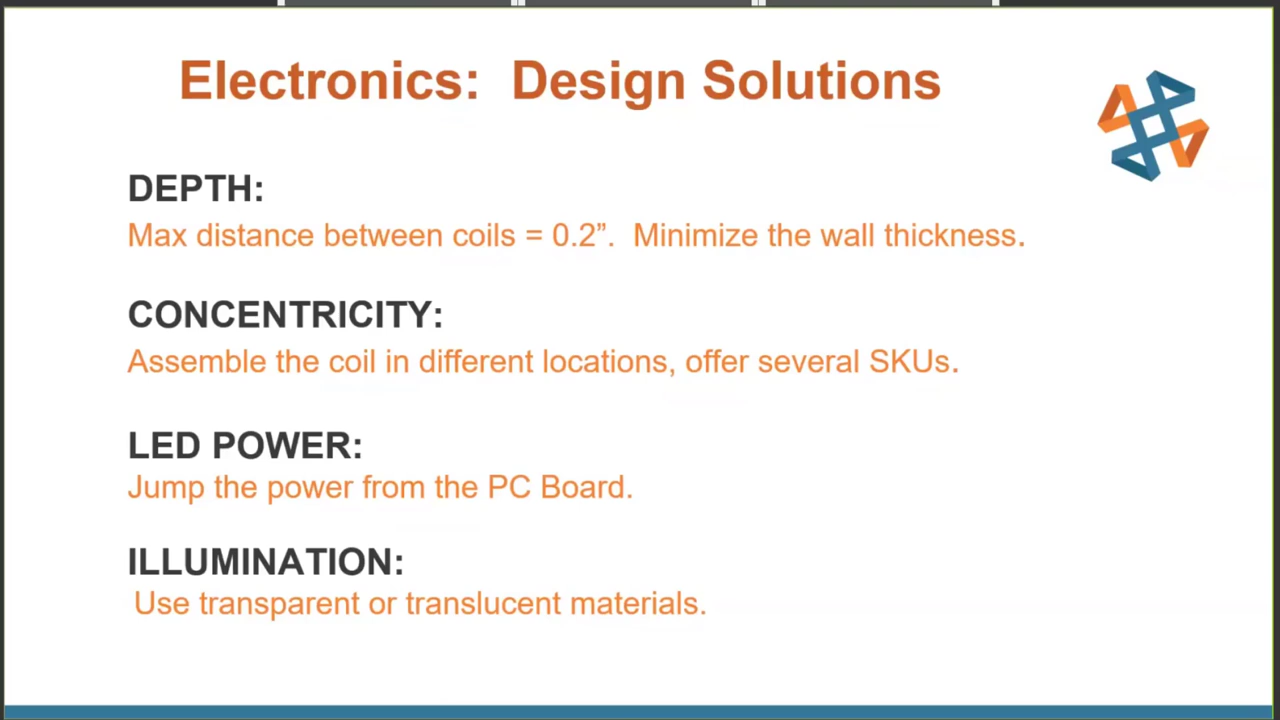 Electronics:  Design Solutions
DEPTH:
Max distance between coils = 0.2”.  Minimize the wall thickness.
CONCENTRICITY:
Assemble the coil in different locations, offer several SKUs.
LED POWER:
Jump the power from the PC Board.
ILLUMINATION:
Use transparent or translucent materials.